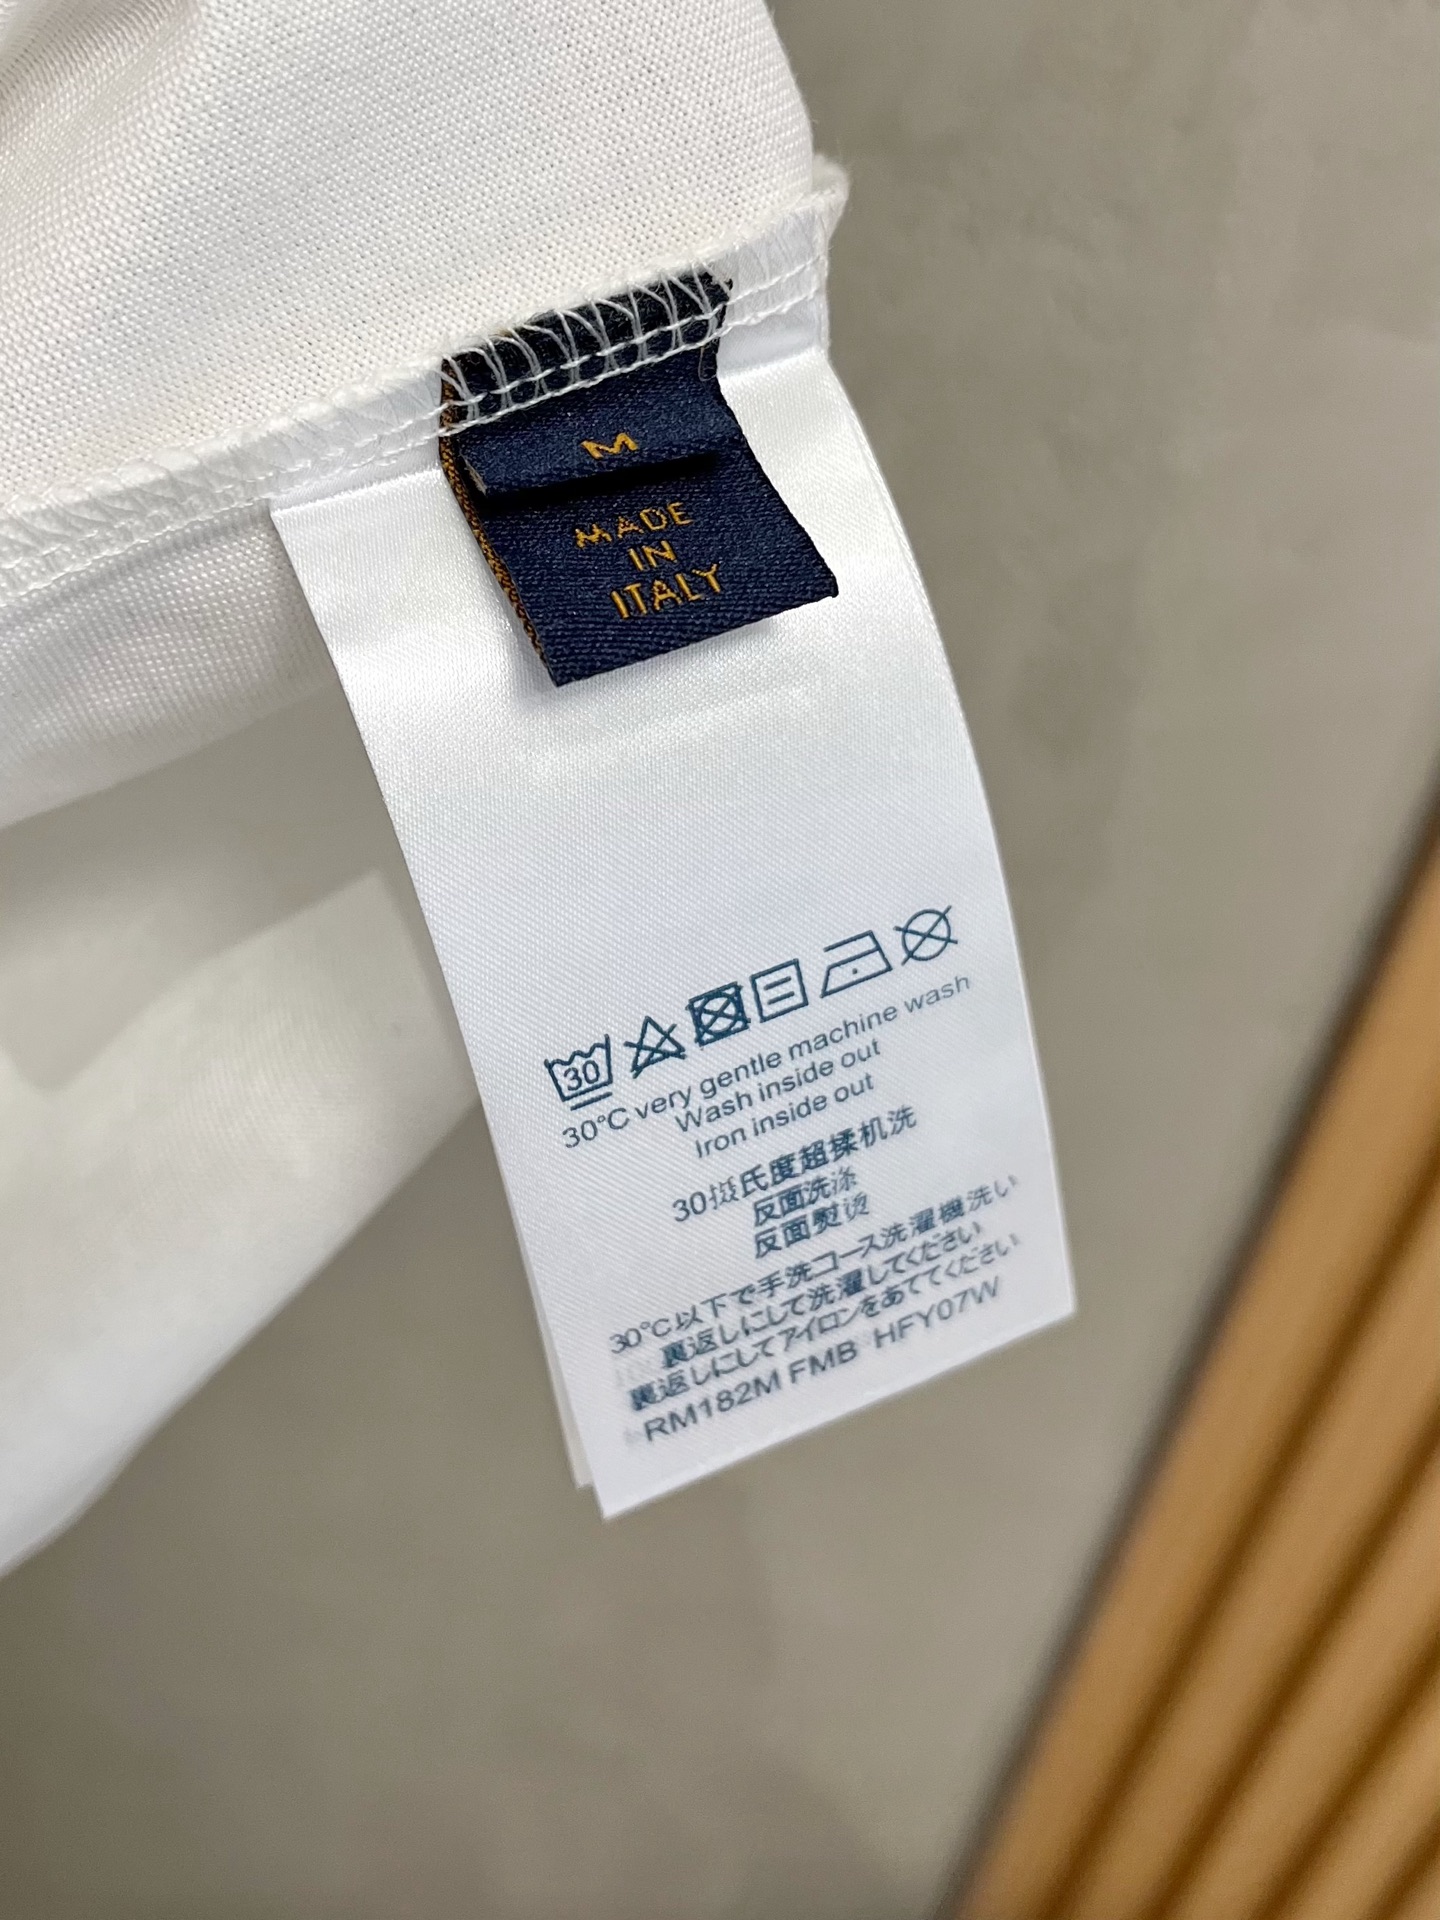 M
MADE
IN
ITALY
30
30°C very gentle machine wash
Wash inside out
Iron inside out
30摄氏度超揉机洗
反面洗涤
反面熨烫
30℃以下で手洗コース洗濯機洗い
裏返しにして洗濯してください
裏返しにしてアイロンをあててください
RM182M FMB HFY07W